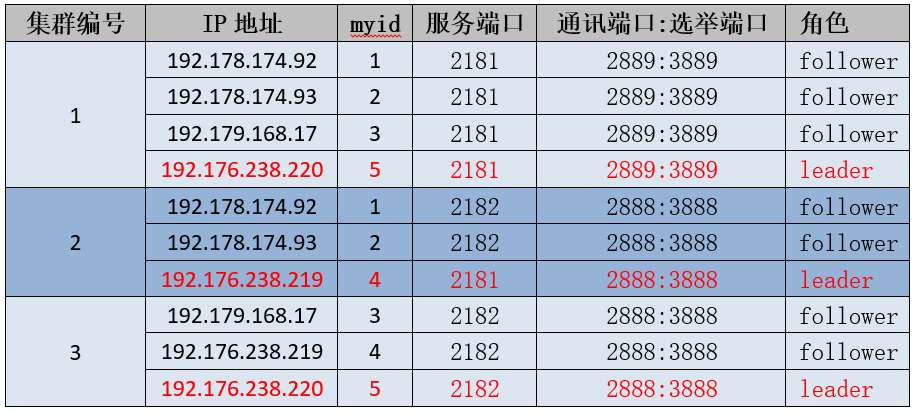 集群编号 IP 地址 myid 服务端口 通讯端口:选举端口 角色
1
192.178.174.92 1 2181 2889:3889 follower
192.178.174.93 2 2181 2889:3889 follower
192.179.168.17 3 2181 2889:3889 follower
192.176.238.220 5 2181 2889:3889 leader
2
192.178.174.92 1 2182 2888:3888 follower
192.178.174.93 2 2182 2888:3888 follower
192.176.238.219 4 2181 2888:3888 leader
3
192.179.168.17 3 2182 2888:3888 follower
192.176.238.219 4 2182 2888:3888 follower
192.176.238.220 5 2182 2888:3888 leader